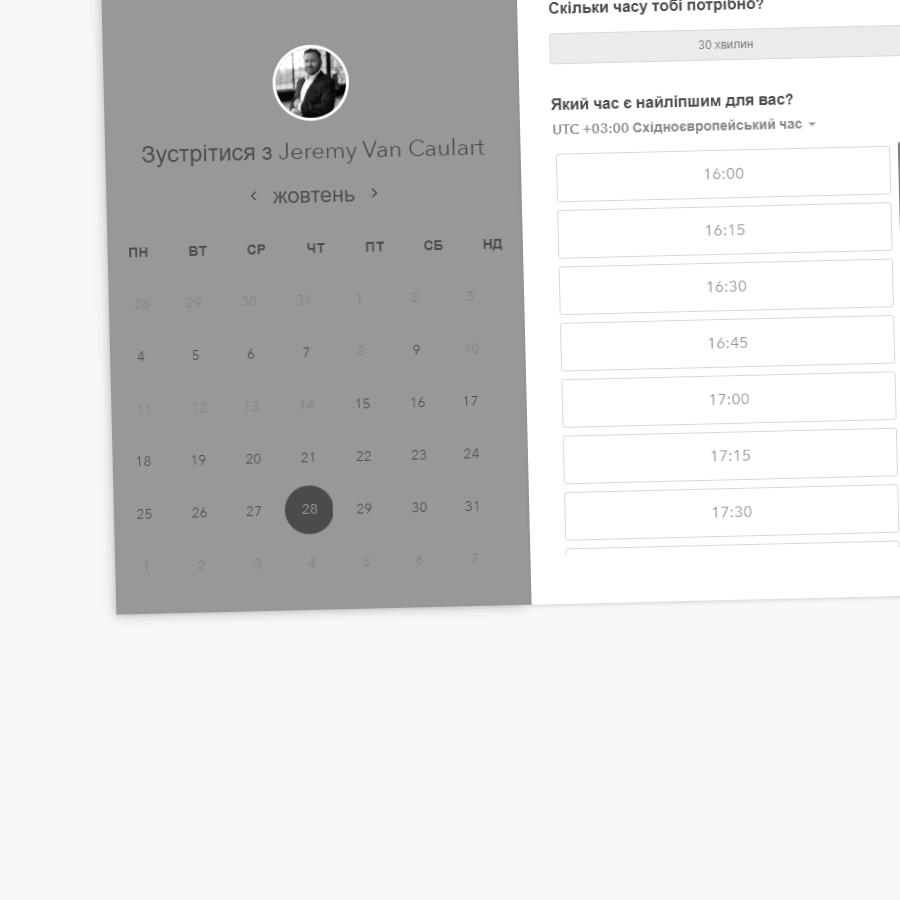 Зустрітися з Jeremy Van Caulart
жовтень
ПН ВТ СР ЧТ ПТ СБ НД
28 29 30 31 1 2 3
4 5 6 7 8 9 10
11 12 13 14 15 16 17
18 19 20 21 22 23 24
25 26 27 28 29 30 31
1 2 3 4 5 6 7
Скільки часу тобі потрібно?
30 хвилин
Який час є найліпшим для вас?
UTC +03:00 Східноєвропейський час
16:00
16:15
16:30
16:45
17:00
17:15
17:30